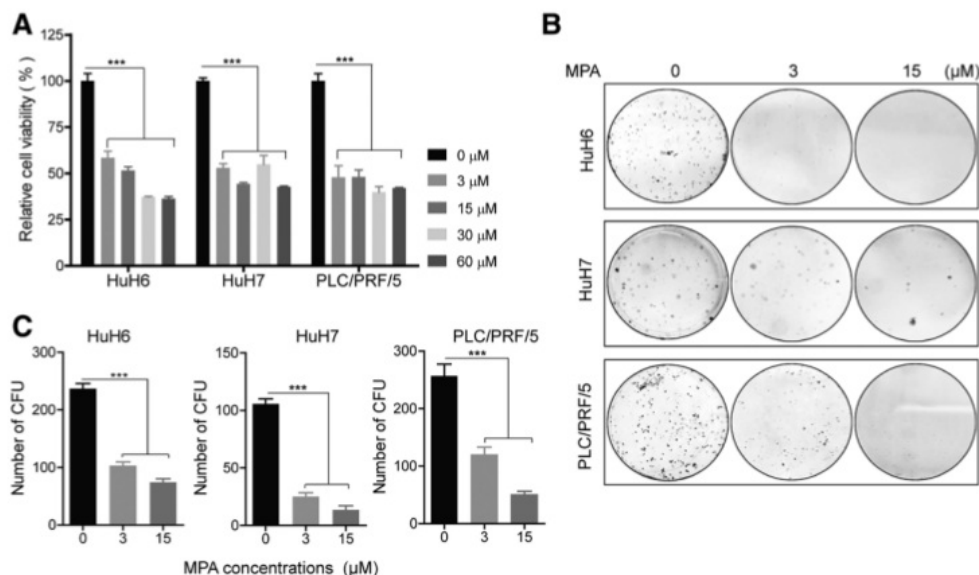 A
Relative cell viability ( % )
125
100
75
50
25
0
***
***
***
HuH6
HuH7
PLC/PRF/5
0 μM
3 μM
15 μM
30 μM
60 μM
B
MPA
0
3
15
(μM)
HuH6
HuH7
PLC/PRF/5
C
HuH6
Number of CFU
300
200
100
0
***
0
3
15
HuH7
Number of CFU
150
100
50
0
***
0
3
15
PLC/PRF/5
Number of CFU
300
200
100
0
***
0
3
15
MPA concentrations (μM)